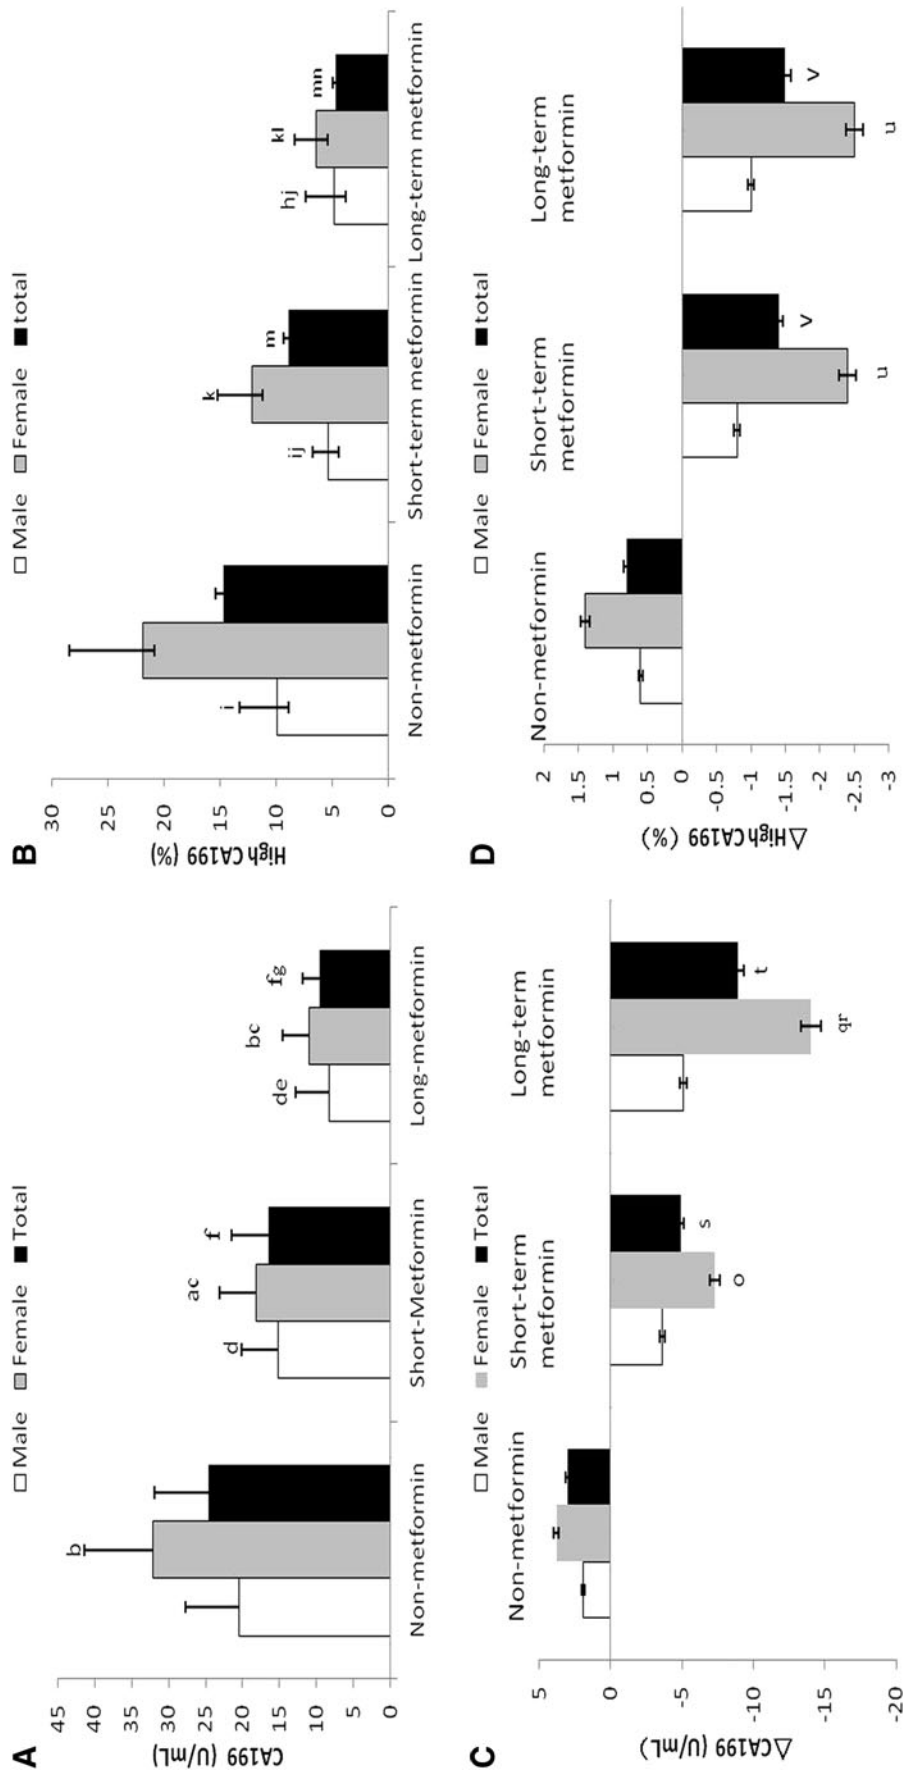 A
□ Male ■ Female ■ Total
CA199 (U/mL)
45
40
35
30
25
20
15
10
5
0
b
d
ac
f
de
bc
fg
Non-metformin
Short-Metformin
Long-metformin
B
□ Male ■ Female ■ total
High CA199 (%)
30
25
20
15
10
5
0
i
ij
k
m
hj
kl
mn
Non-metformin
Short-term metformin
Long-term metformin
C
□ Male ■ Female ■ Total
△CA199 (U/mL)
5
0
-5
-10
-15
-20
Non-metformin
Short-term
metformin
Long-term
metformin
o
s
qr
t
D
□ Male ■ Female ■ total
△High CA199 (%)
2
1.5
1
0.5
0
-0.5
-1
-1.5
-2
-2.5
-3
Non-metformin
Short-term
metformin
Long-term
metformin
u
v
u
v